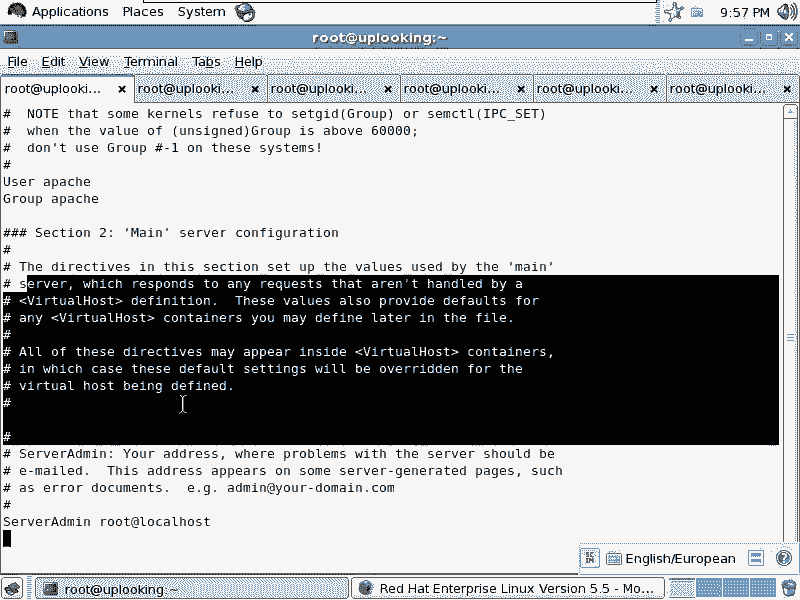 Applications Places System 9:57 PM
root@uplooking:~
File Edit View Terminal Tabs Help
root@uplooki... root@uplooki... root@uplooki... root@uplooki... root@uplooki... root@uplooki...
#  NOTE that some kernels refuse to setgid(Group) or semctl(IPC_SET)
#  when the value of (unsigned)Group is above 60000;
#  don't use Group #-1 on these systems!
#
User apache
Group apache
### Section 2: 'Main' server configuration
#
# The directives in this section set up the values used by the 'main'
# server, which responds to any requests that aren't handled by a
# <VirtualHost> definition.  These values also provide defaults for
# any <VirtualHost> containers you may define later in the file.
#
# All of these directives may appear inside <VirtualHost> containers,
# in which case these default settings will be overridden for the
# virtual host being defined.
#
#
# ServerAdmin: Your address, where problems with the server should be
# e-mailed.  This address appears on some server-generated pages, such
# as error documents.  e.g. admin@your-domain.com
#
ServerAdmin root@localhost
SCIM English/European
root@uplooking:~ Red Hat Enterprise Linux Version 5.5 - Mo...